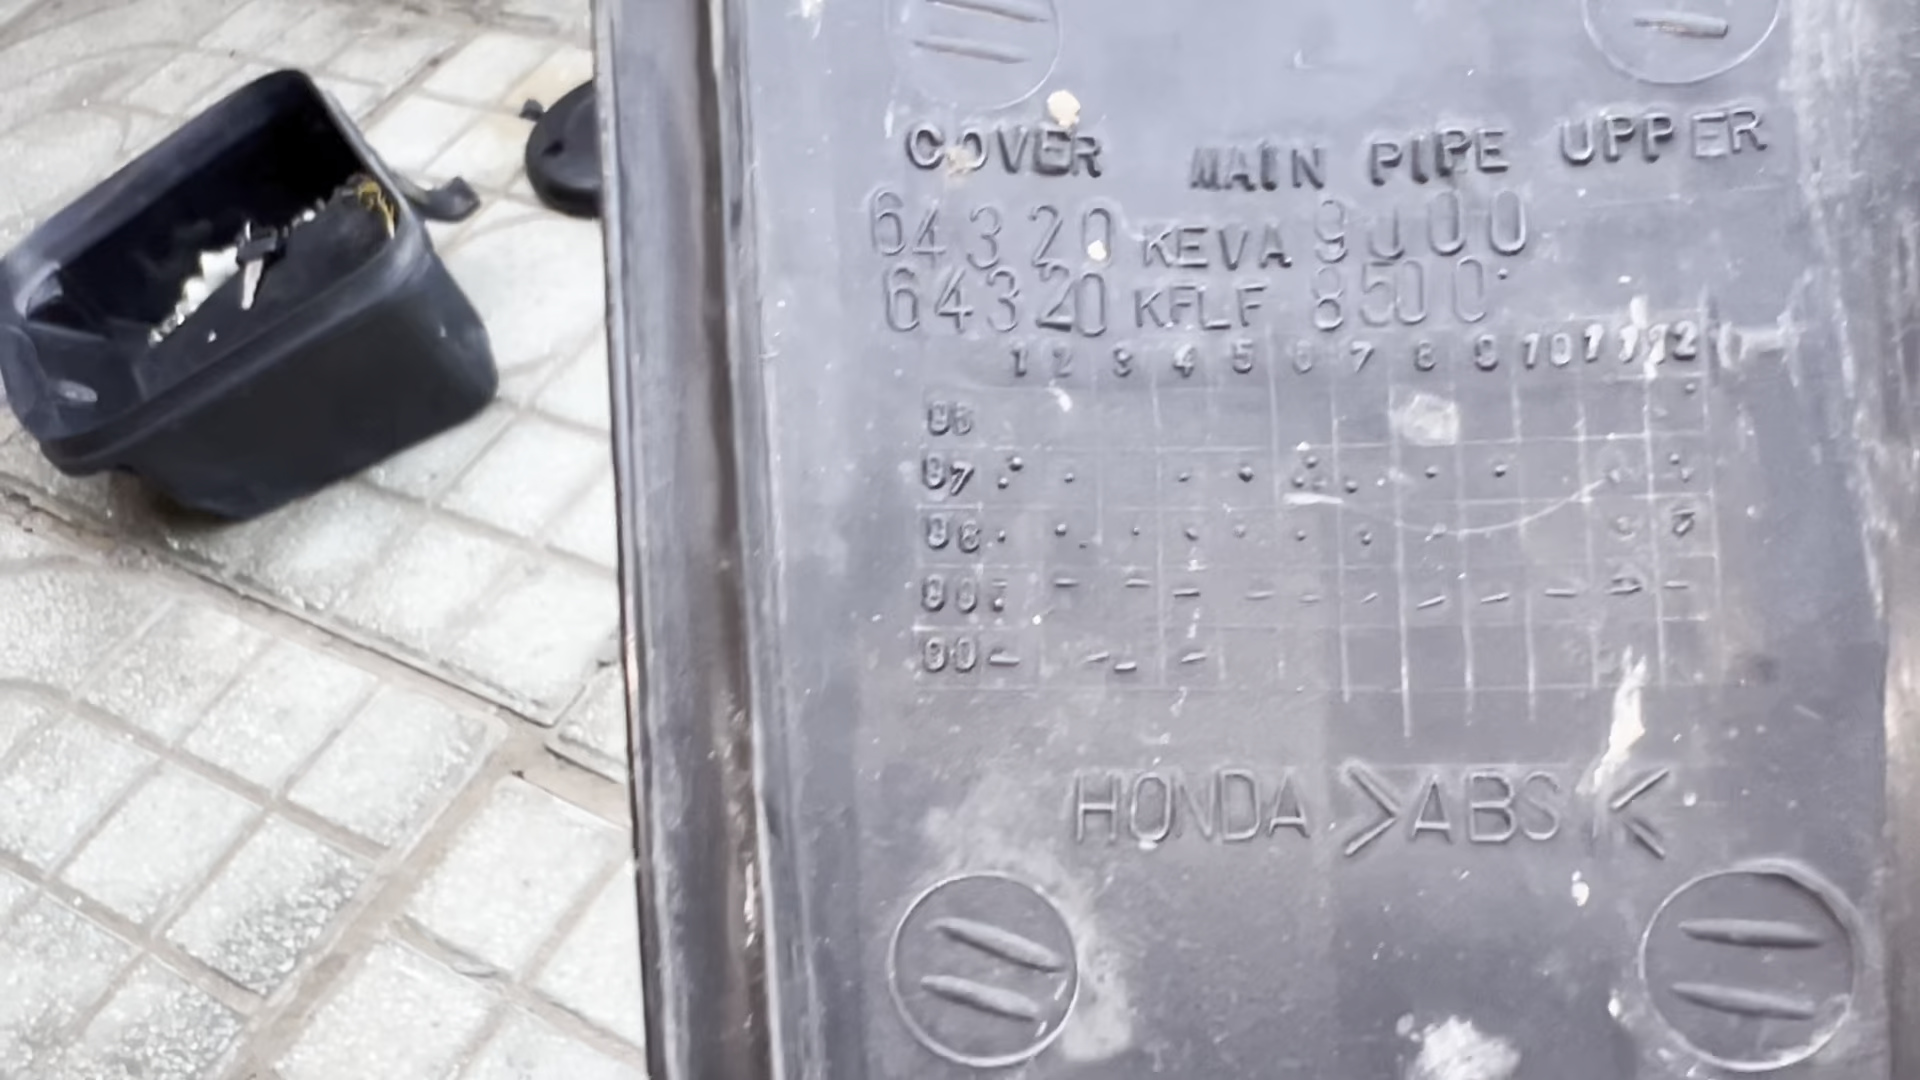 COVER MAIN PIPE UPPER
64320 KEVA 9000
64320 KFLF 8500
1 2 3 4 5 6 7 8 9 10 11 12
97
HONDA >ABS<